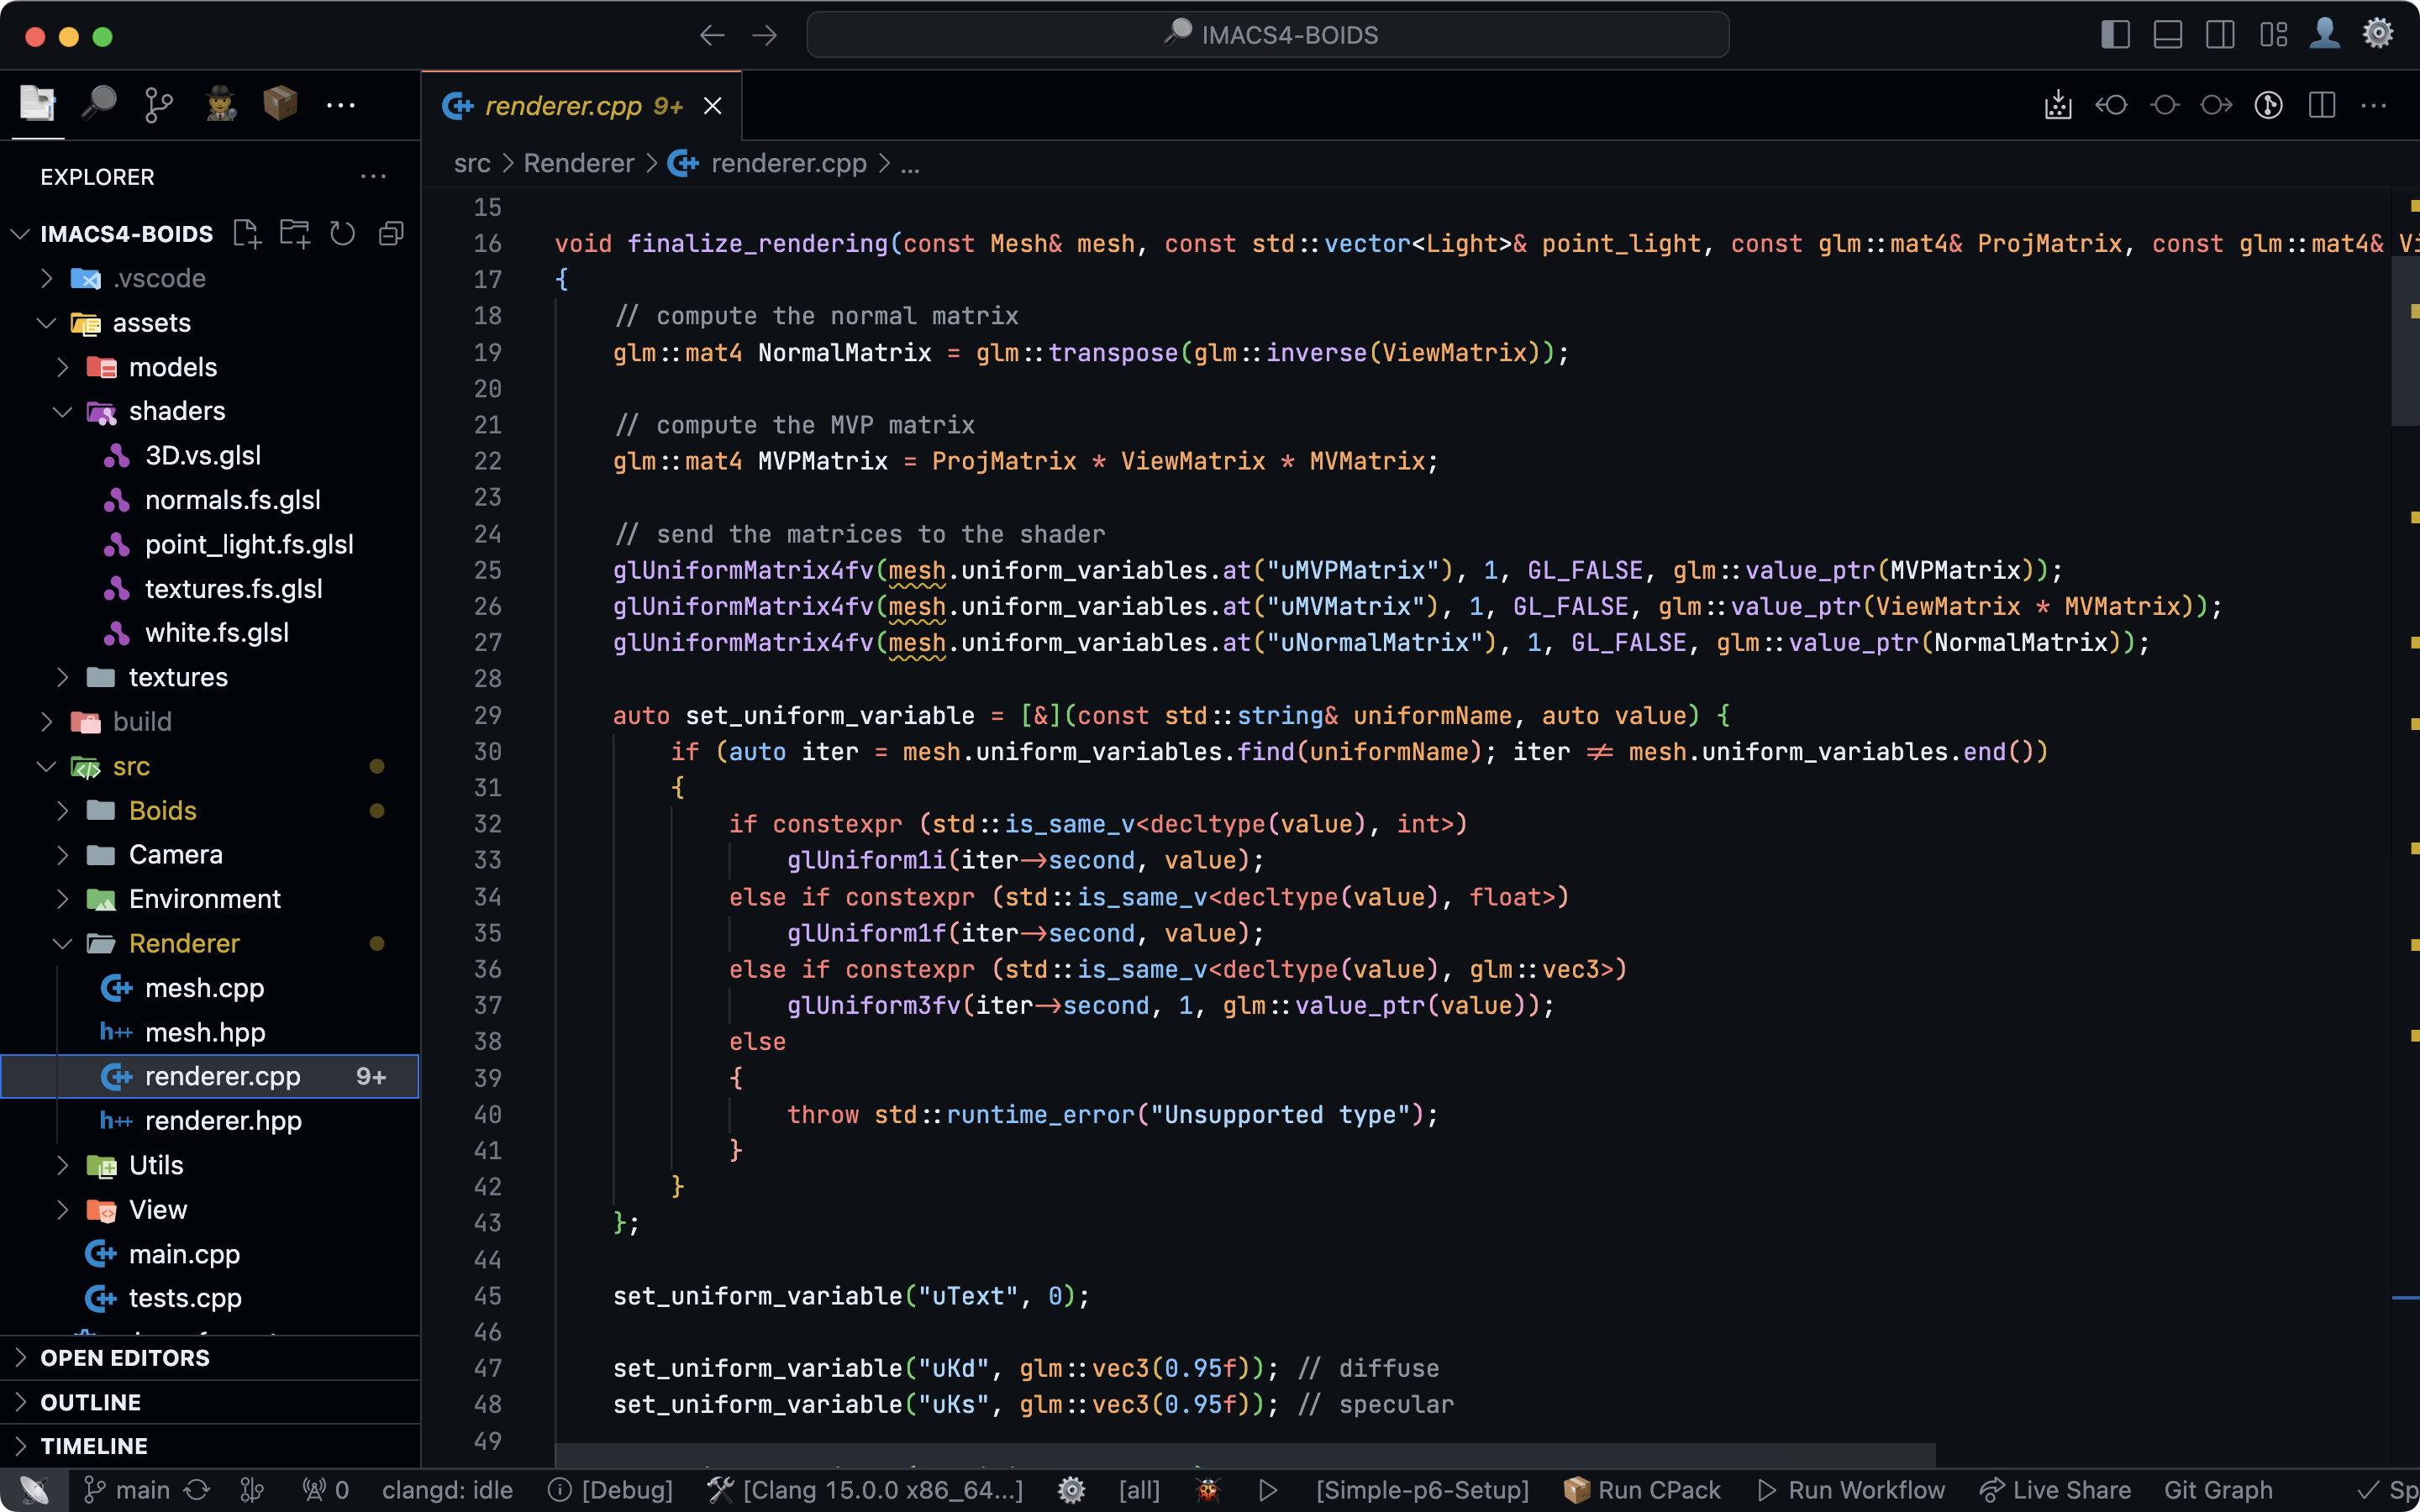 IMACS4-BOIDS
renderer.cpp 9+
src > Renderer > renderer.cpp > ...
EXPLORER
IMACS4-BOIDS
.vscode
assets
models
shaders
3D.vs.glsl
normals.fs.glsl
point_light.fs.glsl
textures.fs.glsl
white.fs.glsl
textures
build
src
Boids
Camera
Environment
Renderer
mesh.cpp
mesh.hpp
renderer.cpp 9+
renderer.hpp
Utils
View
main.cpp
tests.cpp
OPEN EDITORS
OUTLINE
TIMELINE
15
16 void finalize_rendering(const Mesh& mesh, const std::vector<Light>& point_light, const glm::mat4& ProjMatrix, const glm::mat4& Vi
17 {
18 // compute the normal matrix
19 glm::mat4 NormalMatrix = glm::transpose(glm::inverse(ViewMatrix));
20
21 // compute the MVP matrix
22 glm::mat4 MVPMatrix = ProjMatrix * ViewMatrix * MVMatrix;
23
24 // send the matrices to the shader
25 glUniformMatrix4fv(mesh.uniform_variables.at("uMVPMatrix"), 1, GL_FALSE, glm::value_ptr(MVPMatrix));
26 glUniformMatrix4fv(mesh.uniform_variables.at("uMVMatrix"), 1, GL_FALSE, glm::value_ptr(ViewMatrix * MVMatrix));
27 glUniformMatrix4fv(mesh.uniform_variables.at("uNormalMatrix"), 1, GL_FALSE, glm::value_ptr(NormalMatrix));
28
29 auto set_uniform_variable = [&](const std::string& uniformName, auto value) {
30 if (auto iter = mesh.uniform_variables.find(uniformName); iter != mesh.uniform_variables.end())
31 {
32 if constexpr (std::is_same_v<decltype(value), int>)
33 glUniform1i(iter->second, value);
34 else if constexpr (std::is_same_v<decltype(value), float>)
35 glUniform1f(iter->second, value);
36 else if constexpr (std::is_same_v<decltype(value), glm::vec3>)
37 glUniform3fv(iter->second, 1, glm::value_ptr(value));
38 else
39 {
40 throw std::runtime_error("Unsupported type");
41 }
42 }
43 };
44
45 set_uniform_variable("uText", 0);
46
47 set_uniform_variable("uKd", glm::vec3(0.95f)); // diffuse
48 set_uniform_variable("uKs", glm::vec3(0.95f)); // specular
49
main 0 clangd: idle [Debug] [Clang 15.0.0 x86_64...] [all] [Simple-p6-Setup] Run CPack Run Workflow Live Share Git Graph Sp